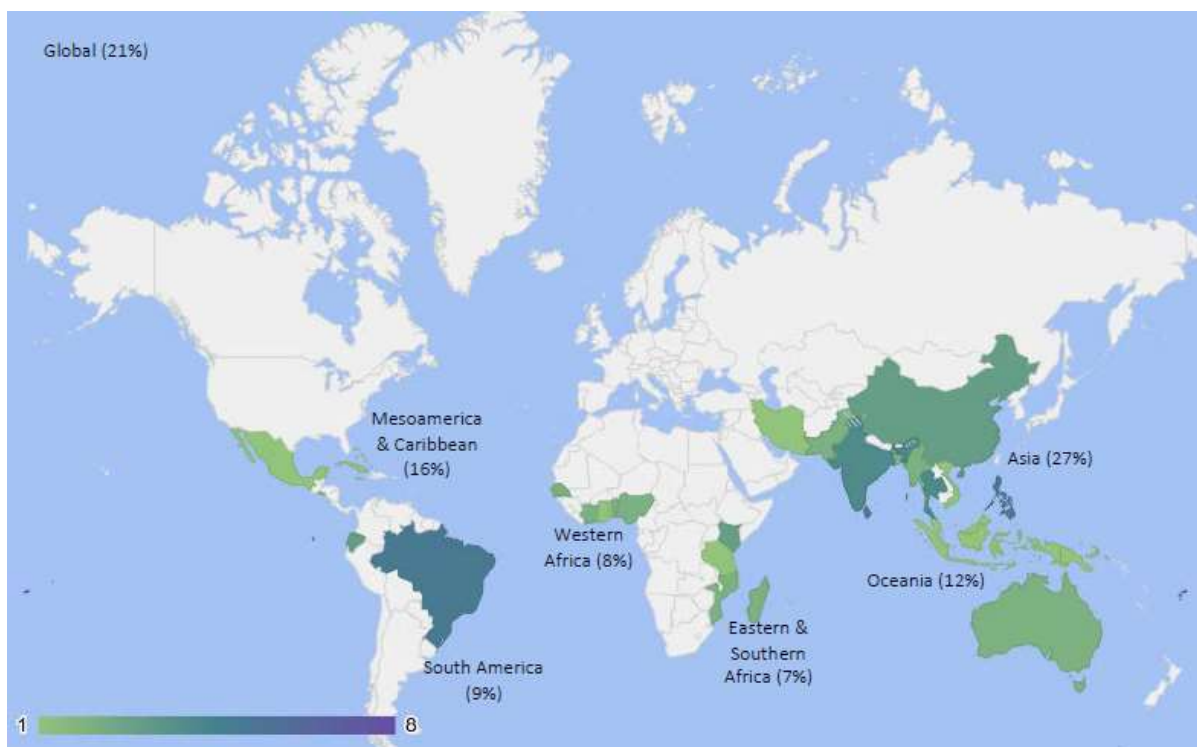 Global (21%)
Mesoamerica
& Caribbean
(16%)
Asia (27%)
Western
Africa (8%)
Oceania (12%)
Eastern &
Southern
Africa (7%)
South America
(9%)
1
8